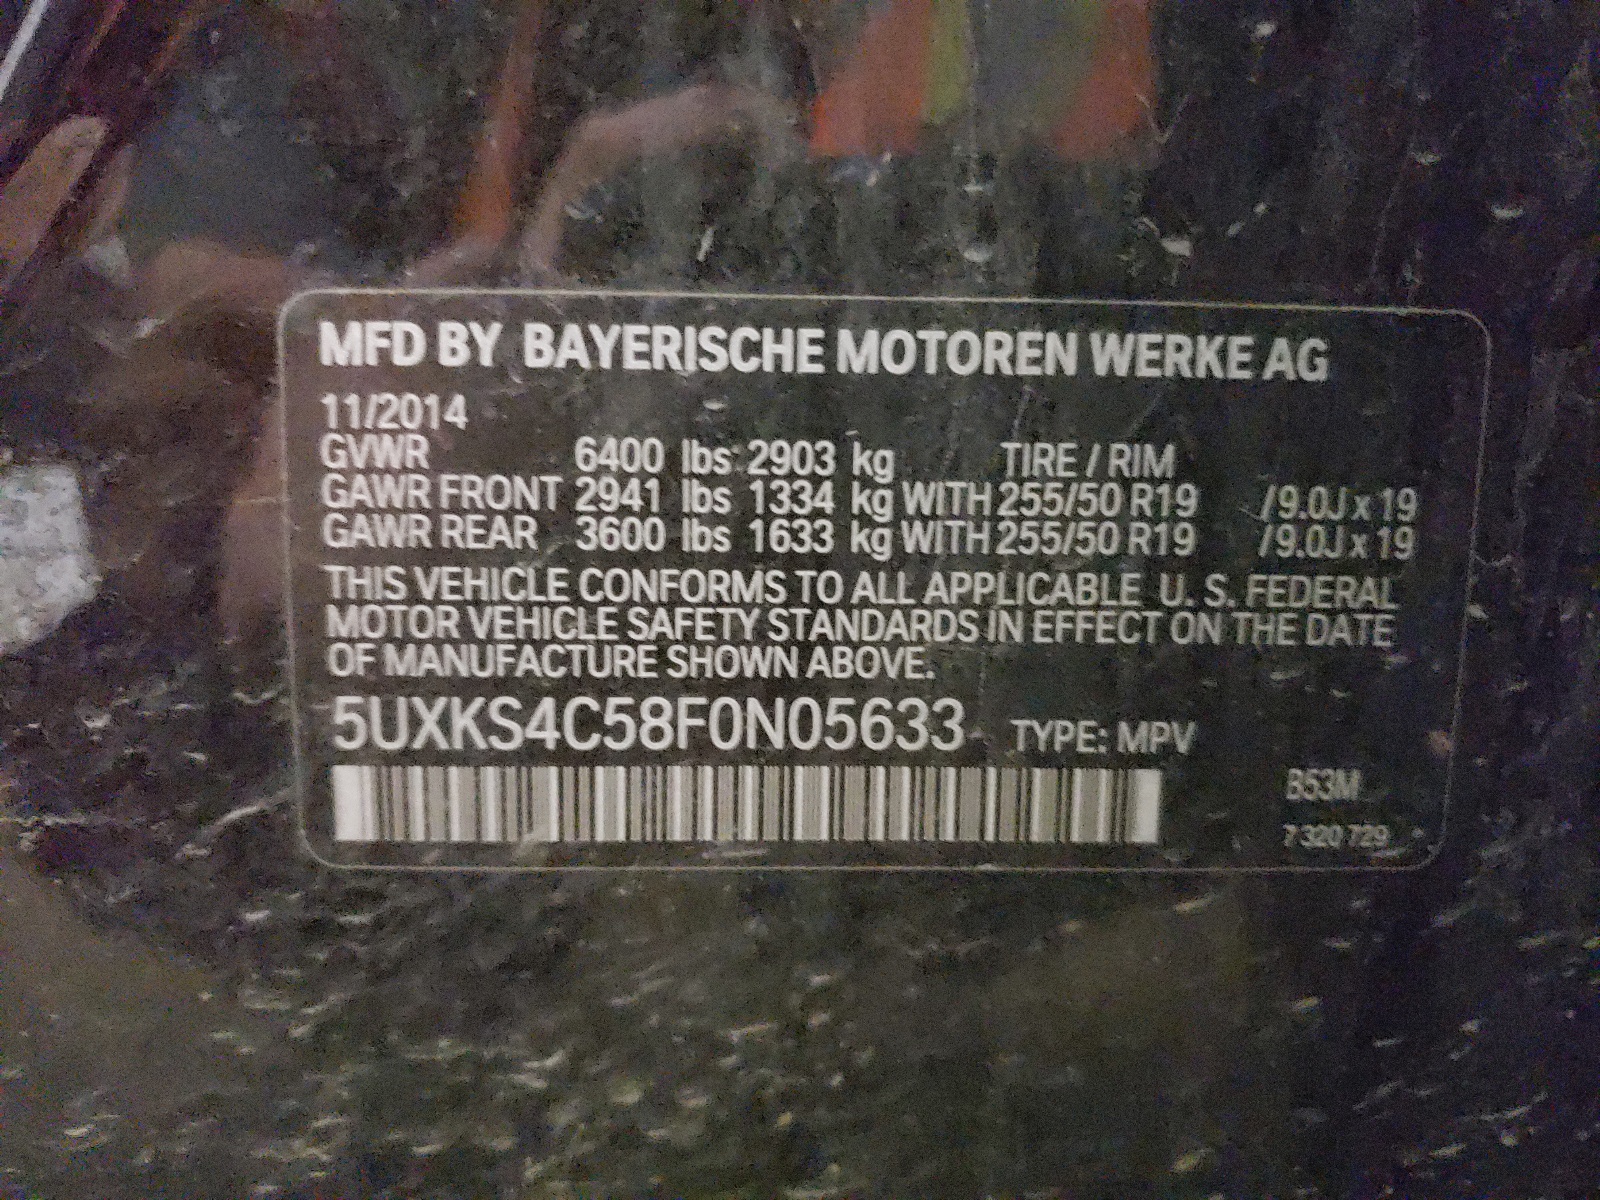 MFD BY BAYERISCHE MOTOREN WERKE AG
11/2014
GVWR 6400 lbs 2903 kg TIRE / RIM
GAWR FRONT 2941 lbs 1334 kg WITH 255/50 R19 /9.0J x 19
GAWR REAR 3600 lbs 1633 kg WITH 255/50 R19 /9.0J x 19
THIS VEHICLE CONFORMS TO ALL APPLICABLE U. S. FEDERAL
MOTOR VEHICLE SAFETY STANDARDS IN EFFECT ON THE DATE
OF MANUFACTURE SHOWN ABOVE.
5UXKS4C58F0N05633 TYPE: MPV
B53M
7 320 729